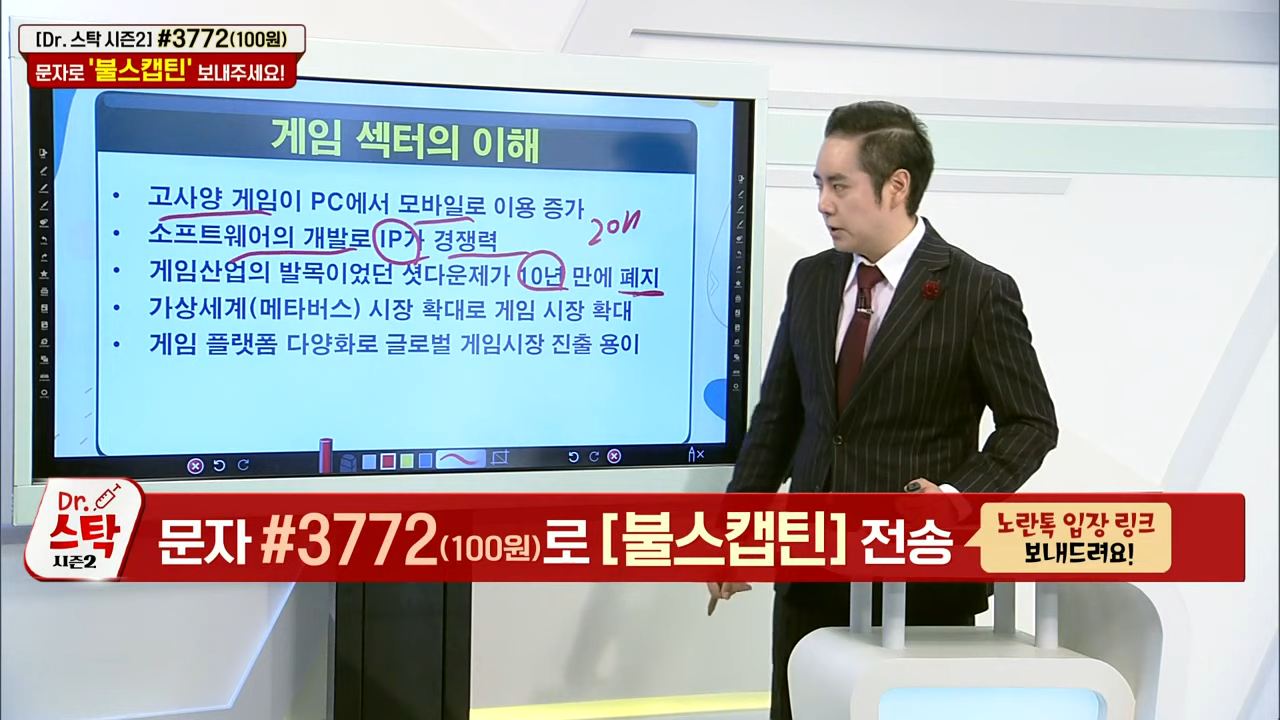 [Dr. 스탁 시즌2] #3772(100원)
문자로 '불스캡틴' 보내주세요!
게임 섹터의 이해
• 고사양 게임이 PC에서 모바일로 이용 증가
• 소프트웨어의 개발로 IP가 경쟁력
• 게임산업의 발목이었던 셧다운제가 10년 만에 폐지
• 가상세계(메타버스) 시장 확대로 게임 시장 확대
• 게임 플랫폼 다양화로 글로벌 게임시장 진출 용이
Dr.
스탁
시즌2
문자 #3772(100원)로 [불스캡틴] 전송
노란톡 입장 링크
보내드려요!